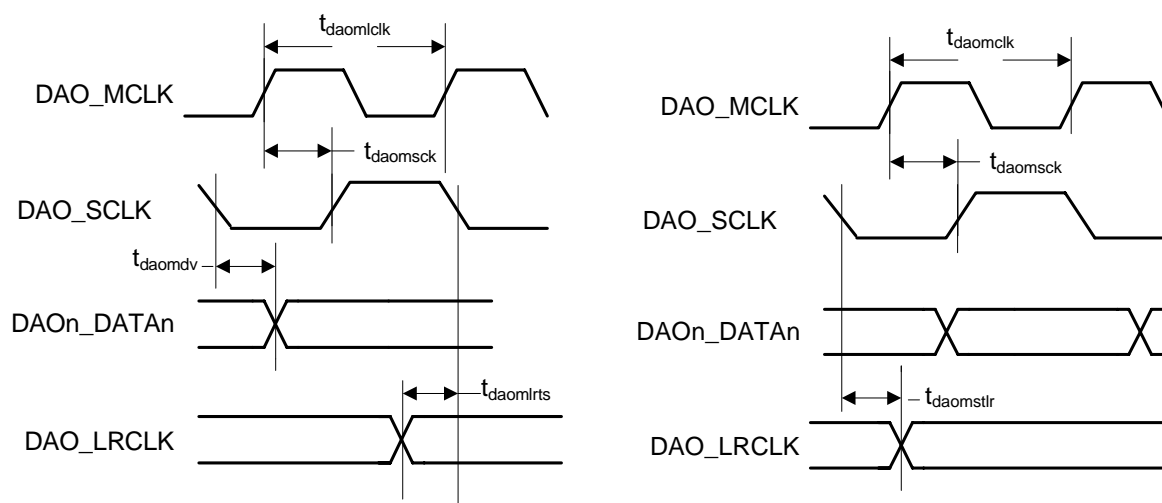 t_daomlclk
DAO_MCLK
t_daomsck
DAO_SCLK
t_daomdv
DAOn_DATAn
t_daomlrts
DAO_LRCLK
t_daomclk
DAO_MCLK
t_daomsck
DAO_SCLK
DAOn_DATAn
t_daomstlr
DAO_LRCLK